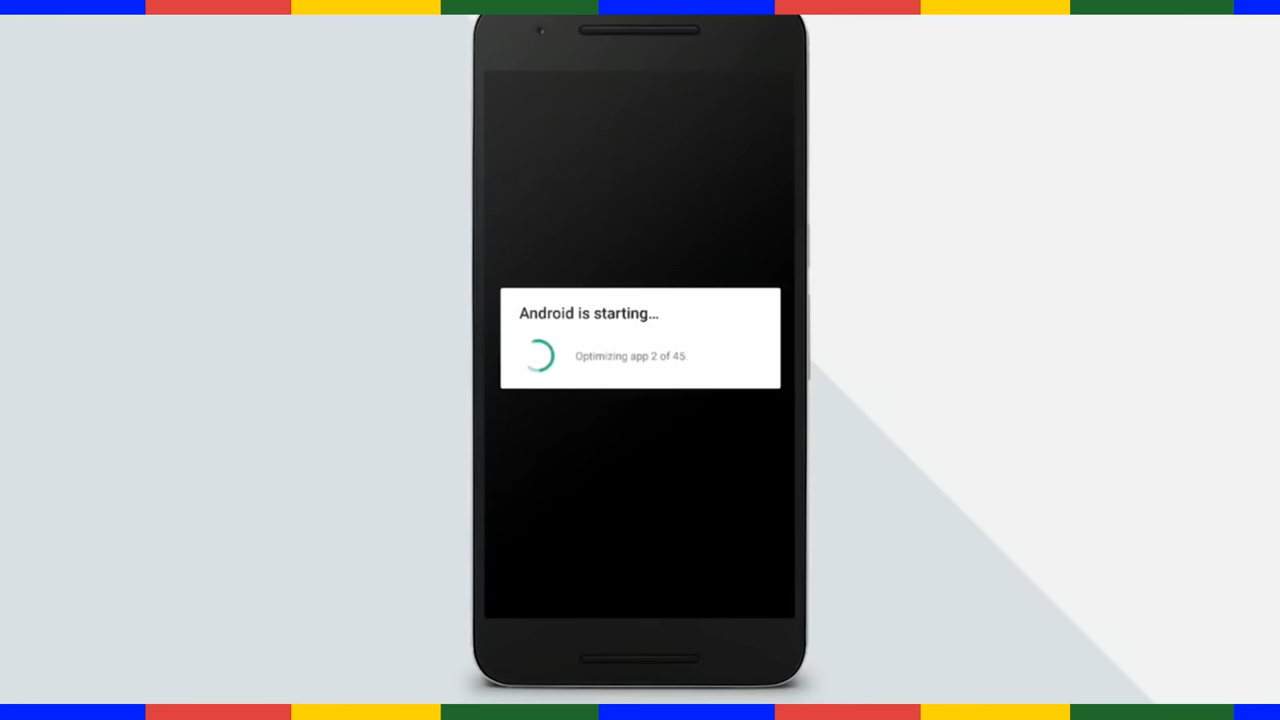 Android is starting…
Optimizing app 2 of 45.